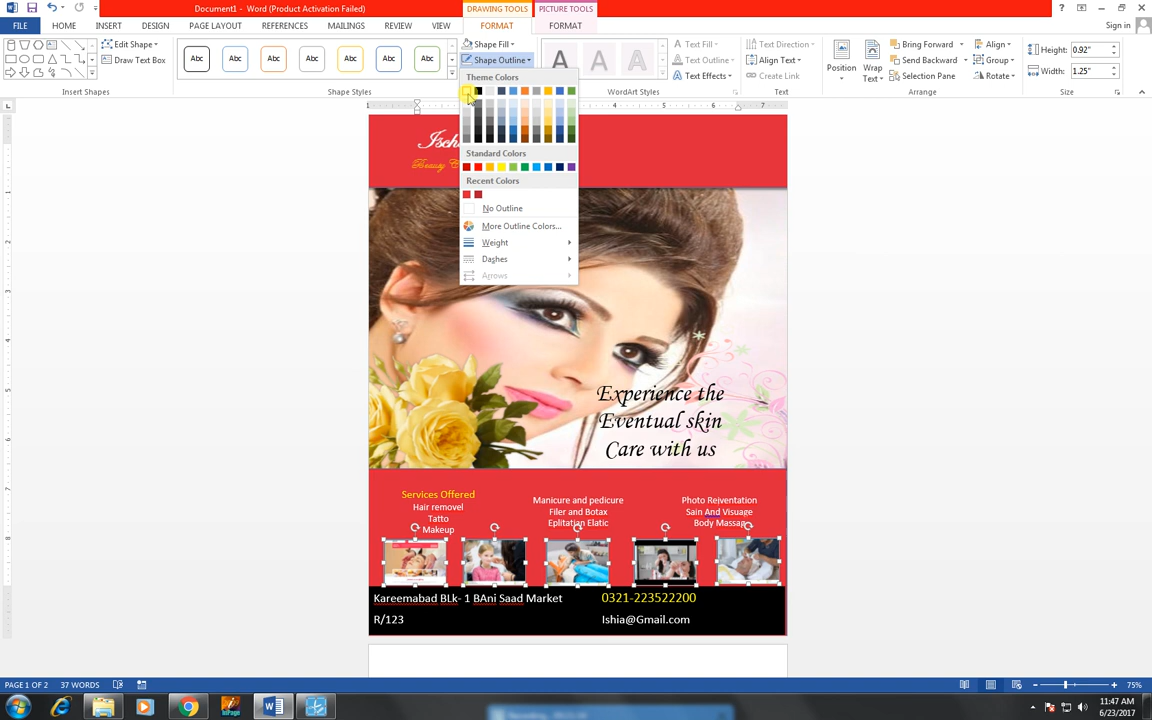 Document1 - Word (Product Activation Failed)
DRAWING TOOLS
PICTURE TOOLS
Sign in
FILE
HOME
INSERT
DESIGN
PAGE LAYOUT
REFERENCES
MAILINGS
REVIEW
VIEW
FORMAT
FORMAT
Edit Shape
Draw Text Box
Insert Shapes
Abc
Abc
Abc
Abc
Abc
Abc
Abc
Shape Styles
Shape Fill
Shape Outline
A
A
A
Text Fill
Text Outline
Text Effects
WordArt Styles
Text Direction
Align Text
Create Link
Text
Position
Wrap
Text
Bring Forward
Send Backward
Selection Pane
Align
Group
Rotate
Arrange
Height:
0.92"
Width:
1.25"
Size
Theme Colors
Standard Colors
Recent Colors
No Outline
More Outline Colors...
Weight
Dashes
Arrows
Experience the
Eventual skin
Care with us
Services Offered
Hair removel
Tatto
Makeup
Manicure and pedicure
Filer and Botax
Eplitation Elatic
Photo Rejventation
Sain And Visuage
Body Massag
Kareemabad BLk- 1 BAni Saad Market
R/123
0321-223522200
Ishia@Gmail.com
PAGE 1 OF 2
37 WORDS
75%
11:47 AM
6/23/2017